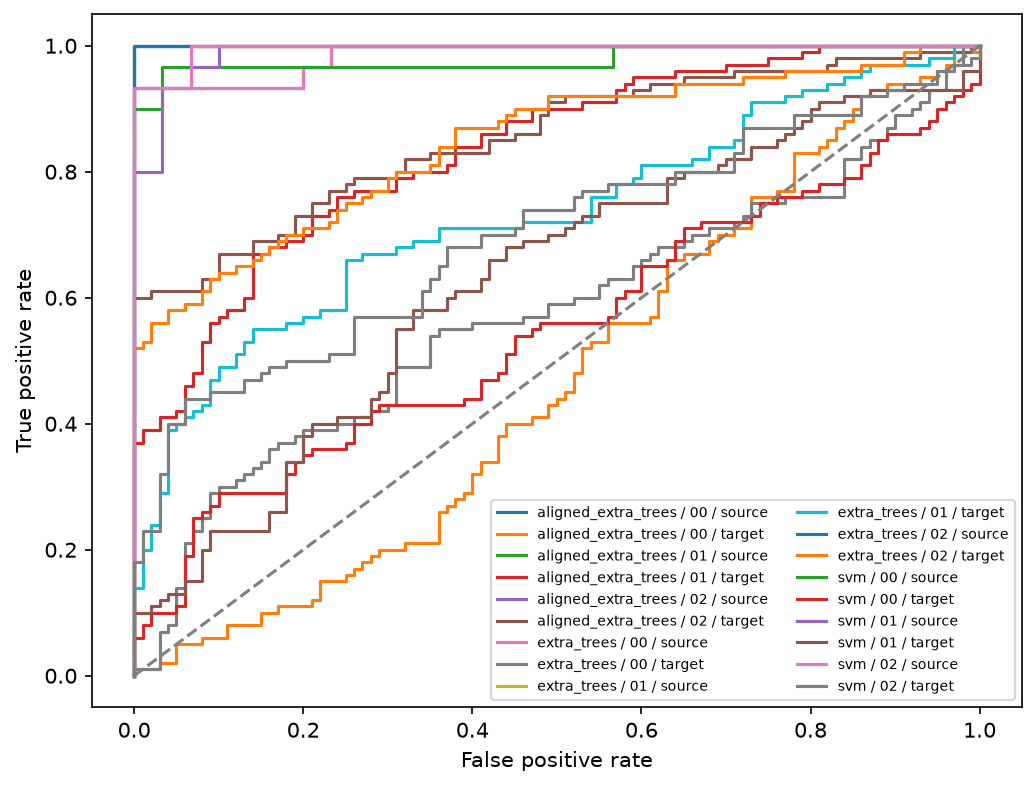 1.0
0.8
0.6
0.4
0.2
0.0
True positive rate
0.0 0.2 0.4 0.6 0.8 1.0
False positive rate
aligned_extra_trees / 00 / source
aligned_extra_trees / 00 / target
aligned_extra_trees / 01 / source
aligned_extra_trees / 01 / target
aligned_extra_trees / 02 / source
aligned_extra_trees / 02 / target
extra_trees / 00 / source
extra_trees / 00 / target
extra_trees / 01 / source
extra_trees / 01 / target
extra_trees / 02 / source
extra_trees / 02 / target
svm / 00 / source
svm / 00 / target
svm / 01 / source
svm / 01 / target
svm / 02 / source
svm / 02 / target